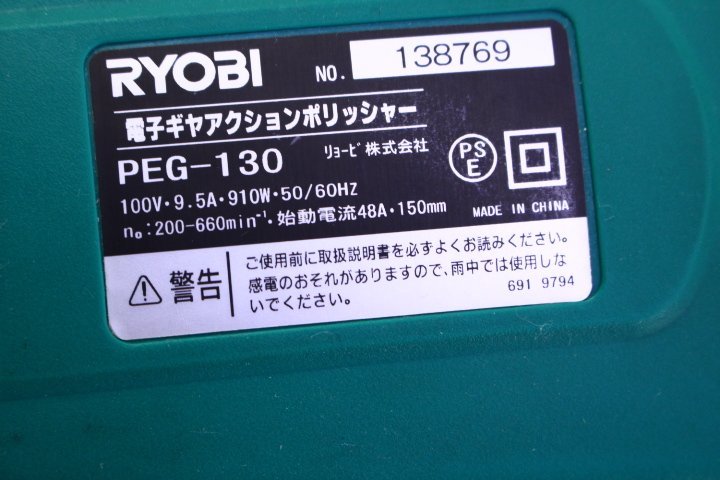 RYOBI NO. 138769
電子ギヤアクションポリッシャー
PEG-130 リョービ株式会社
PSE
100V・9.5A・910W・50/60HZ
n₀:200-660min⁻¹・始動電流48A・150mm MADE IN CHINA
警告
ご使用前に取扱説明書を必ずよくお読みください。
感電のおそれがありますので、雨中では使用しな
いでください。 691 9794